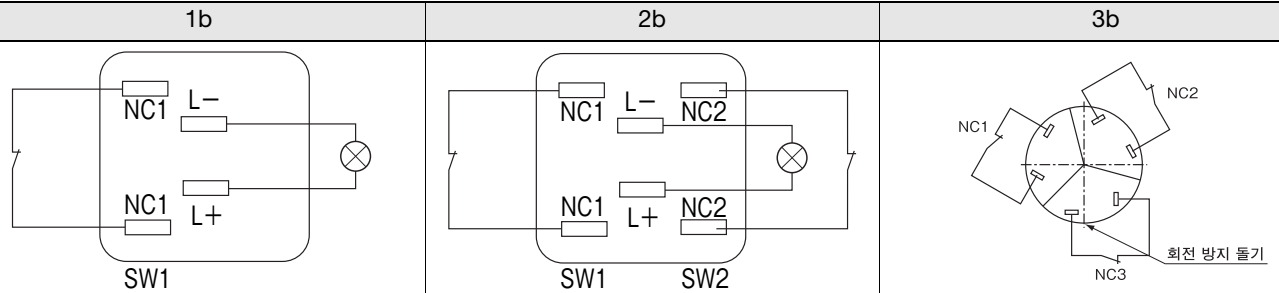 1b
2b
3b
NC1
L−
NC1
L+
SW1
NC1
L−
NC2
NC1
L+
NC2
SW1
SW2
NC2
NC1
회전 방지 돌기
NC3